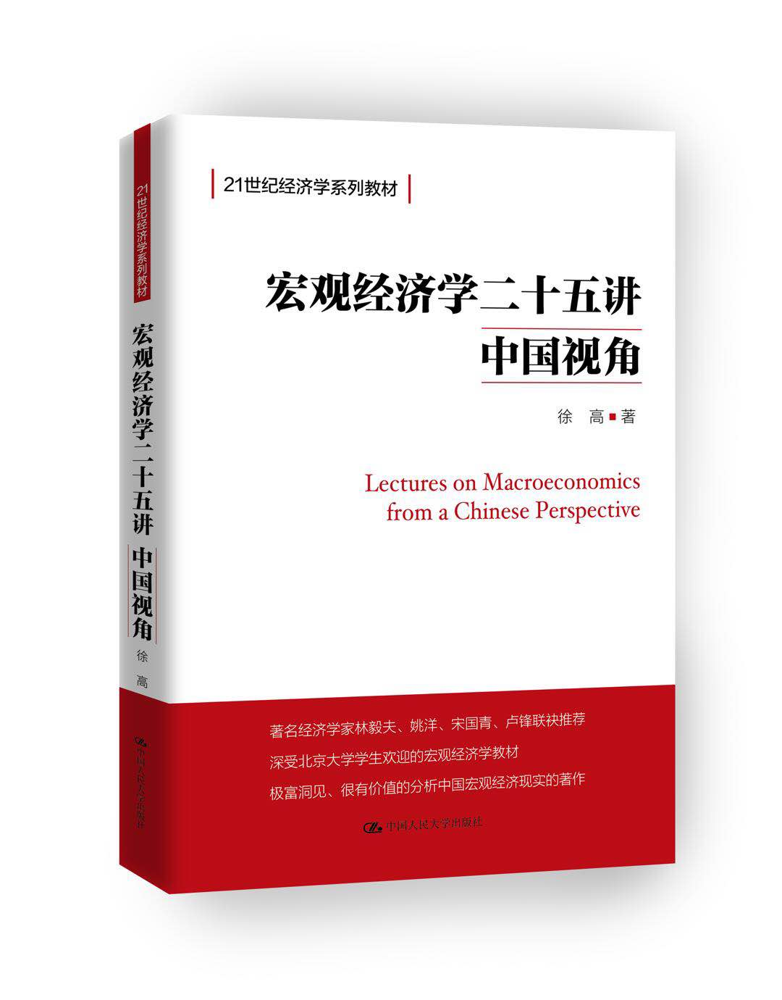 21世纪经济学系列教材
宏观经济学二十五讲
中国视角
徐 高■著
Lectures on Macroeconomics
from a Chinese Perspective
著名经济学家林毅夫、姚洋、宋国青、卢锋联袂推荐
深受北京大学学生欢迎的宏观经济学教材
极富洞见、很有价值的分析中国宏观经济现实的著作
中国人民大学出版社
21世纪经济学系列教材
宏观经济学二十五讲
中国视角
徐 高
中国人民大学出版社